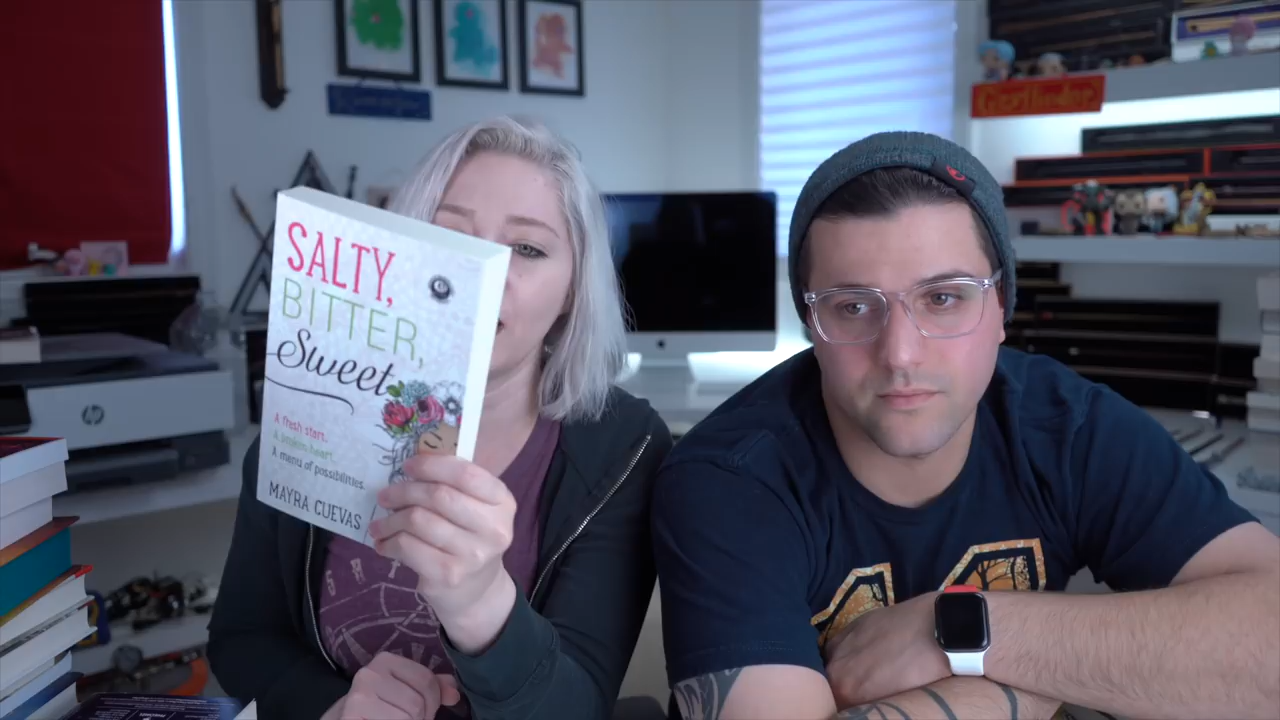 SALTY,
BITTER,
Sweet
A fresh start.
A broken heart.
A menu of possibilities.
MAYRA CUEVAS
hp